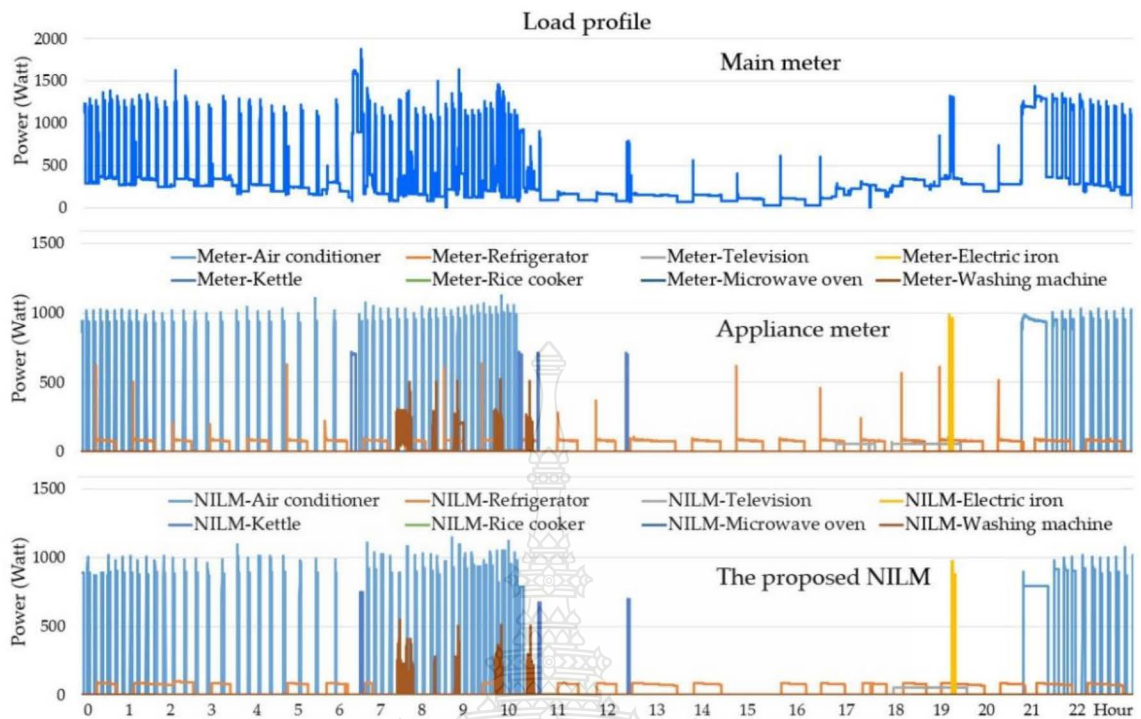 Load profile
Main meter
Power (Watt)
2000
1500
1000
500
0
Meter-Air conditioner Meter-Refrigerator Meter-Television Meter-Electric iron
Meter-Kettle Meter-Rice cooker Meter-Microwave oven Meter-Washing machine
Appliance meter
Power (Watt)
1500
1000
500
0
NILM-Air conditioner NILM-Refrigerator NILM-Television NILM-Electric iron
NILM-Kettle NILM-Rice cooker NILM-Microwave oven NILM-Washing machine
The proposed NILM
Power (Watt)
1500
1000
500
0
0 1 2 3 4 5 6 7 8 9 10 11 12 13 14 15 16 17 18 19 20 21 22 Hour